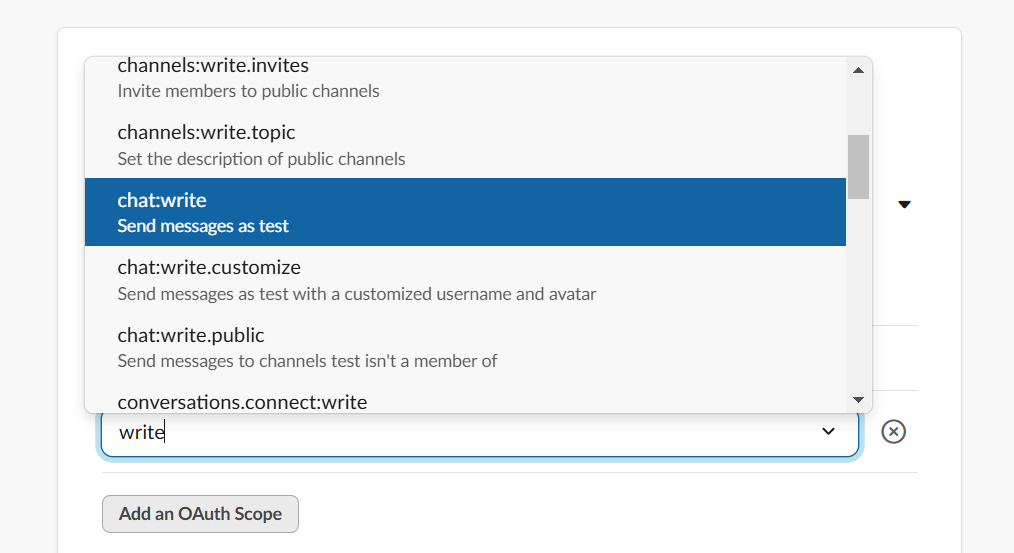 channels:write.invites
Invite members to public channels
channels:write.topic
Set the description of public channels
chat:write
Send messages as test
chat:write.customize
Send messages as test with a customized username and avatar
chat:write.public
Send messages to channels test isn't a member of
conversations.connect:write
write
Add an OAuth Scope